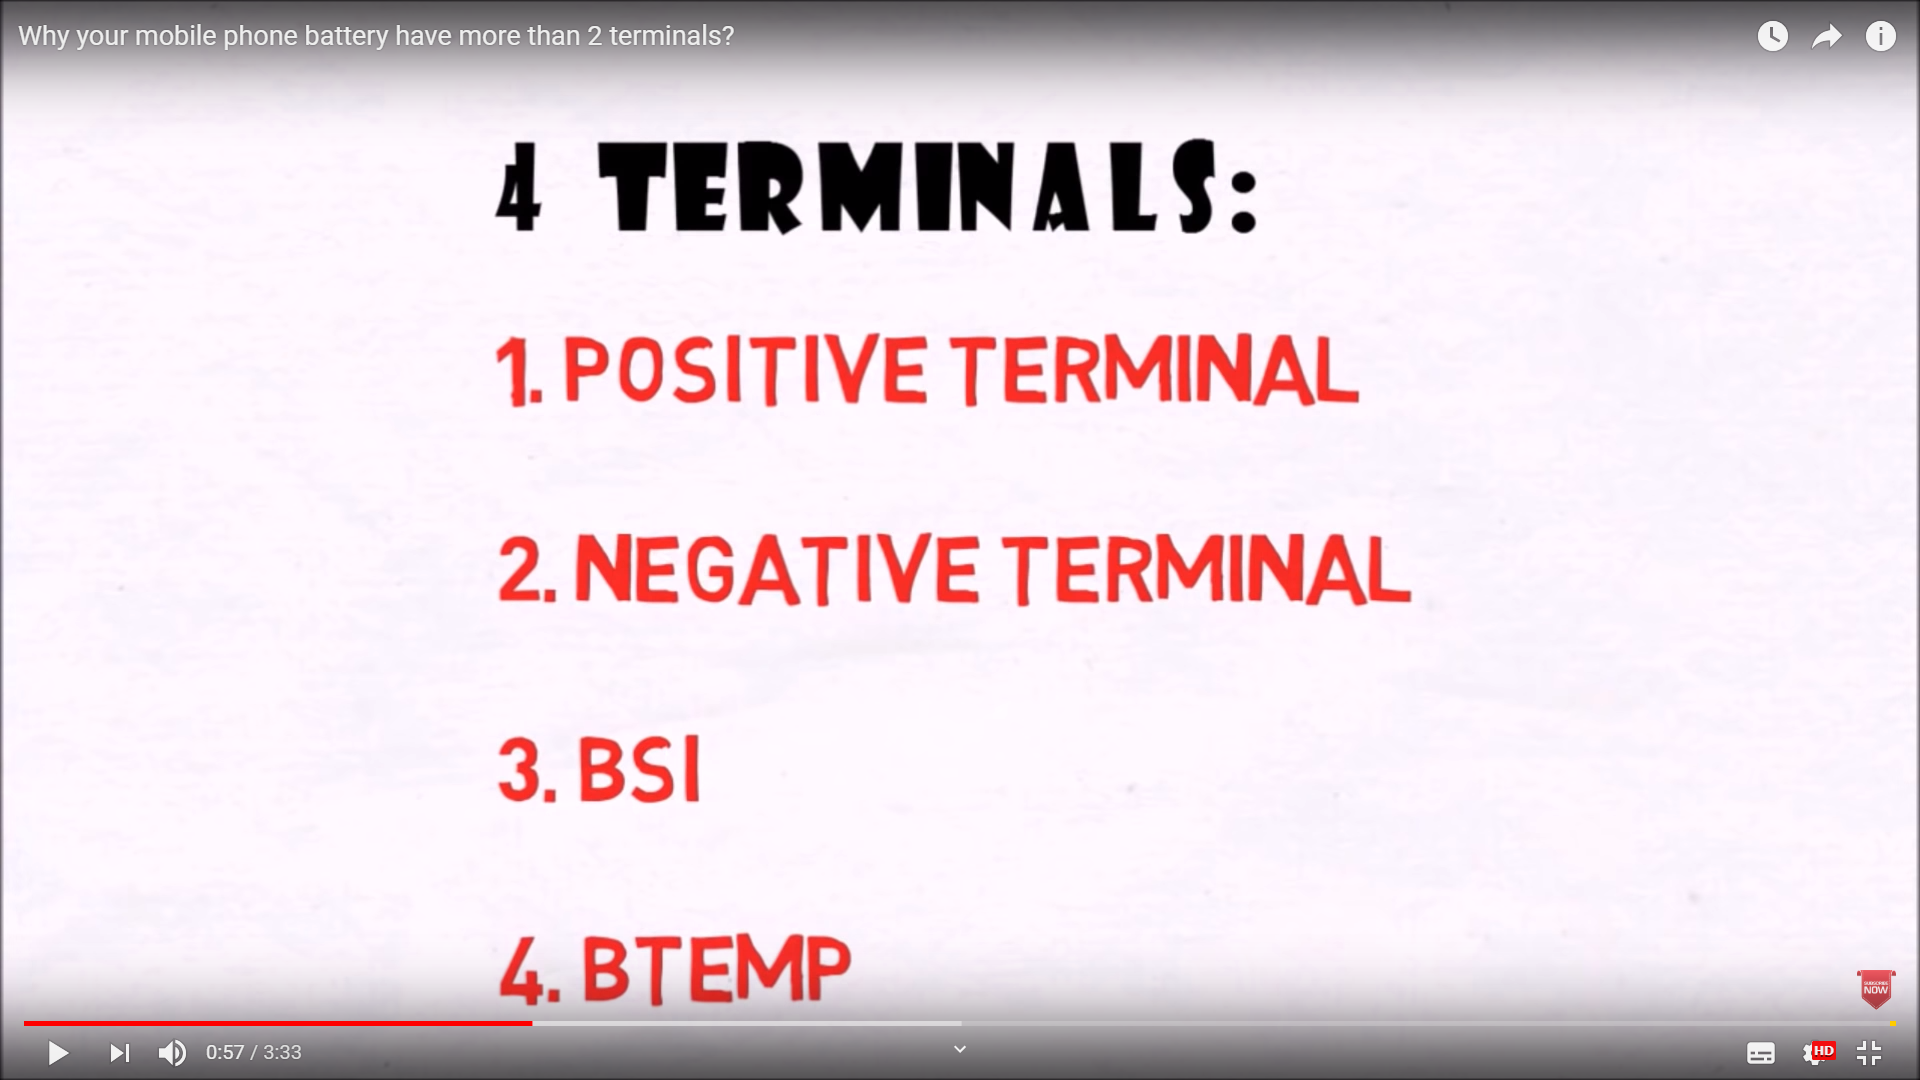 Why your mobile phone battery have more than 2 terminals?
4 TERMINALS:
1. POSITIVE TERMINAL
2. NEGATIVE TERMINAL
3. BSI
4. BTEMP
SUBSCRIBE
NOW
0:57 / 3:33
HD